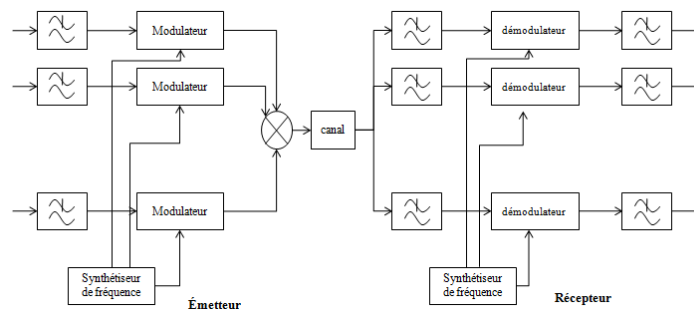 Modulateur
démodulateur
Modulateur
démodulateur
canal
Modulateur
démodulateur
Synthétiseur
de fréquence
Synthétiseur
de fréquence
Émetteur
Récepteur